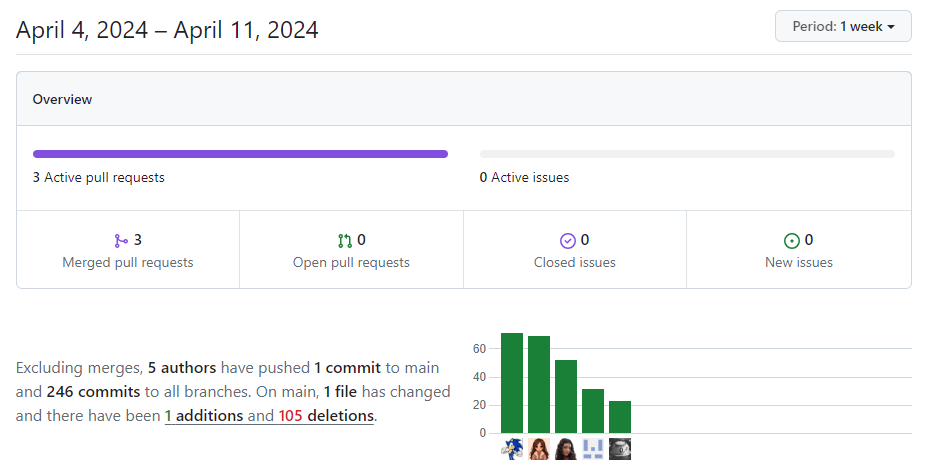 April 4, 2024 – April 11, 2024
Period: 1 week
Overview
3 Active pull requests
0 Active issues
3
Merged pull requests
0
Open pull requests
0
Closed issues
0
New issues
Excluding merges, 5 authors have pushed 1 commit to main
and 246 commits to all branches. On main, 1 file has changed
and there have been 1 additions and 105 deletions.
60
40
20
0